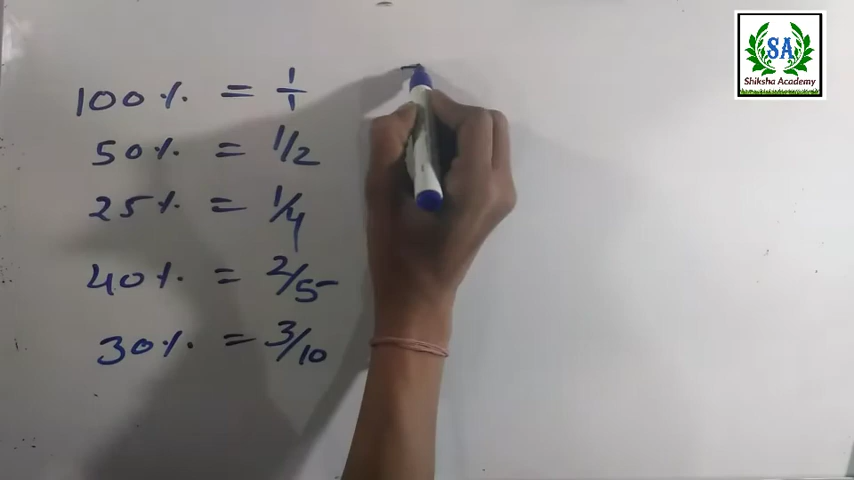 100% = 1/1
50% = 1/2
25% = 1/4
40% = 2/5
30% = 3/10
SA
Shiksha Academy